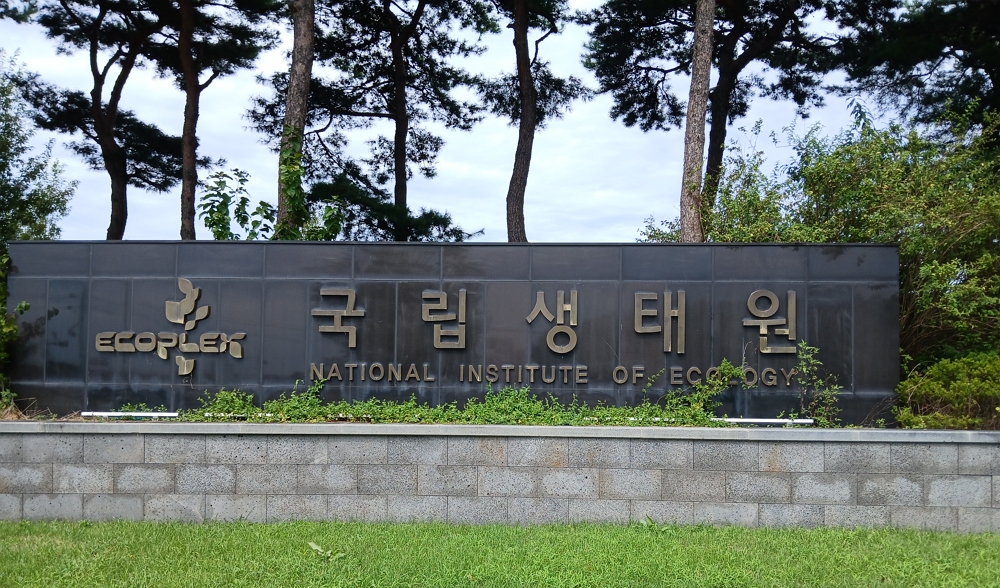 ECOPLEX
국립생태원
NATIONAL INSTITUTE OF ECOLOGY